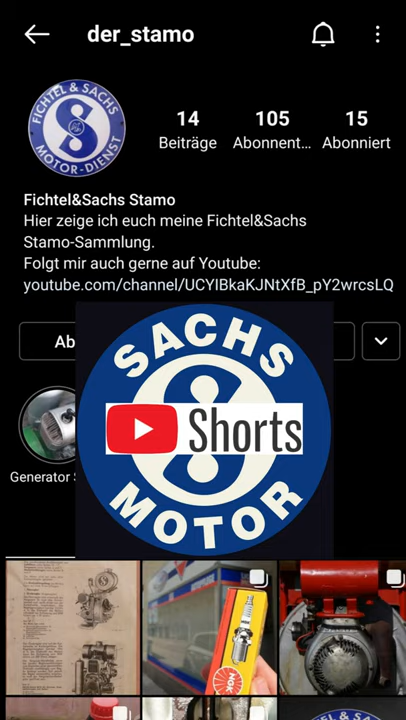 der_stamo
FICHTEL & SACHS
MOTOR-DIENST
14
Beiträge
105
Abonnent...
15
Abonniert
Fichtel&Sachs Stamo
Hier zeige ich euch meine Fichtel&Sachs
Stamo-Sammlung.
Folgt mir auch gerne auf Youtube:
youtube.com/channel/UCYIBkaKJNtXfB_pY2wrcsLQ
Ab
SACHS
Shorts
MOTOR
Generator S
NGK